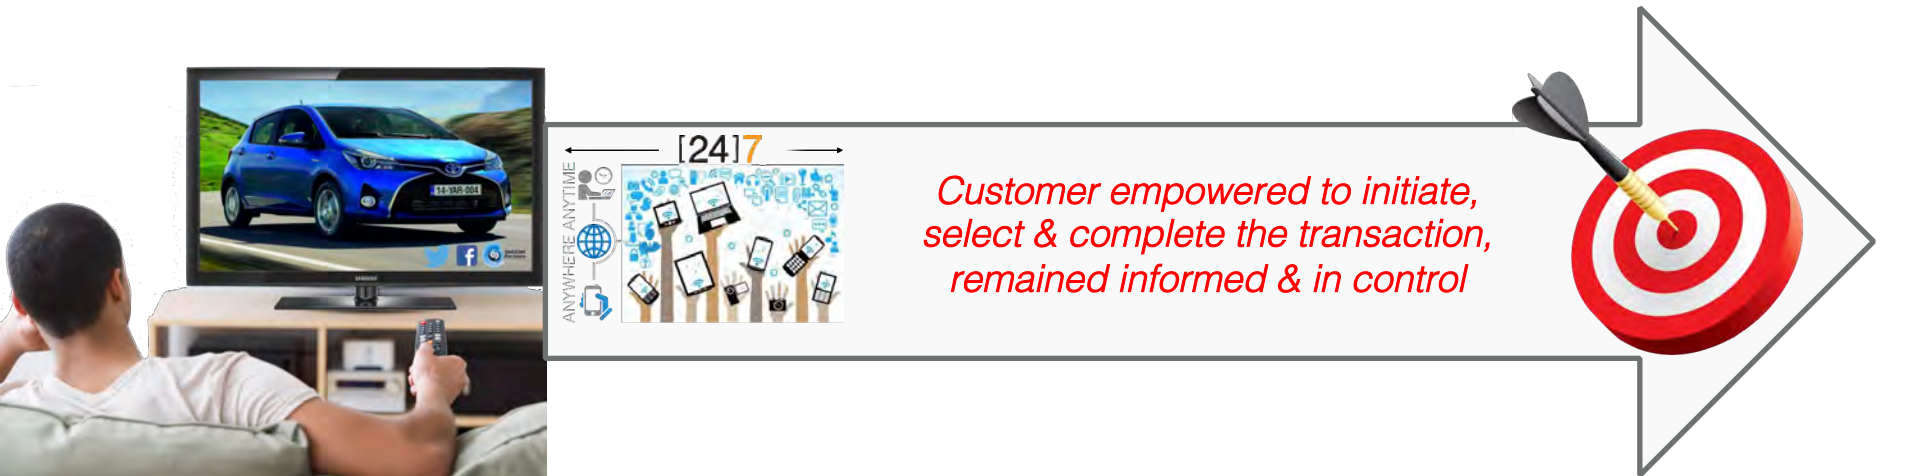 14-YAR-004
SAMSUNG
[24]7
ANYWHERE ANYTIME
Customer empowered to initiate,
select & complete the transaction,
remained informed & in control